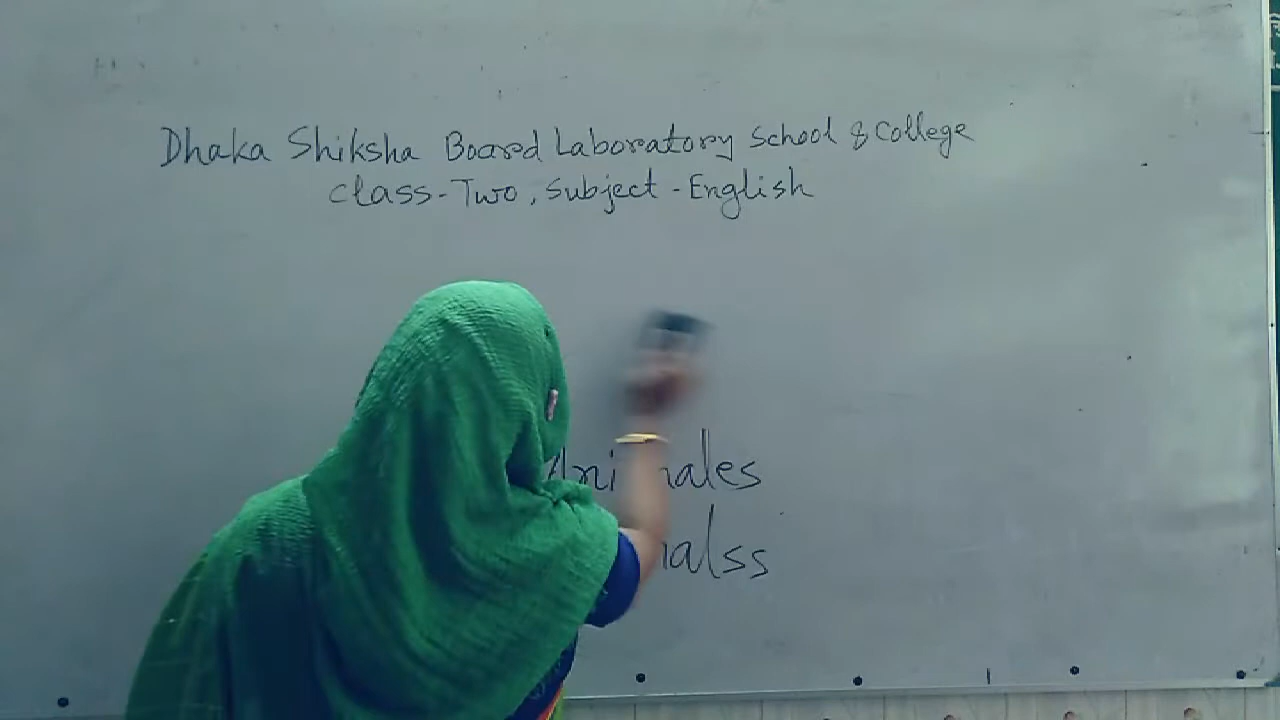 Dhaka Shiksha Board Laboratory School & College
Class-Two, Subject-English